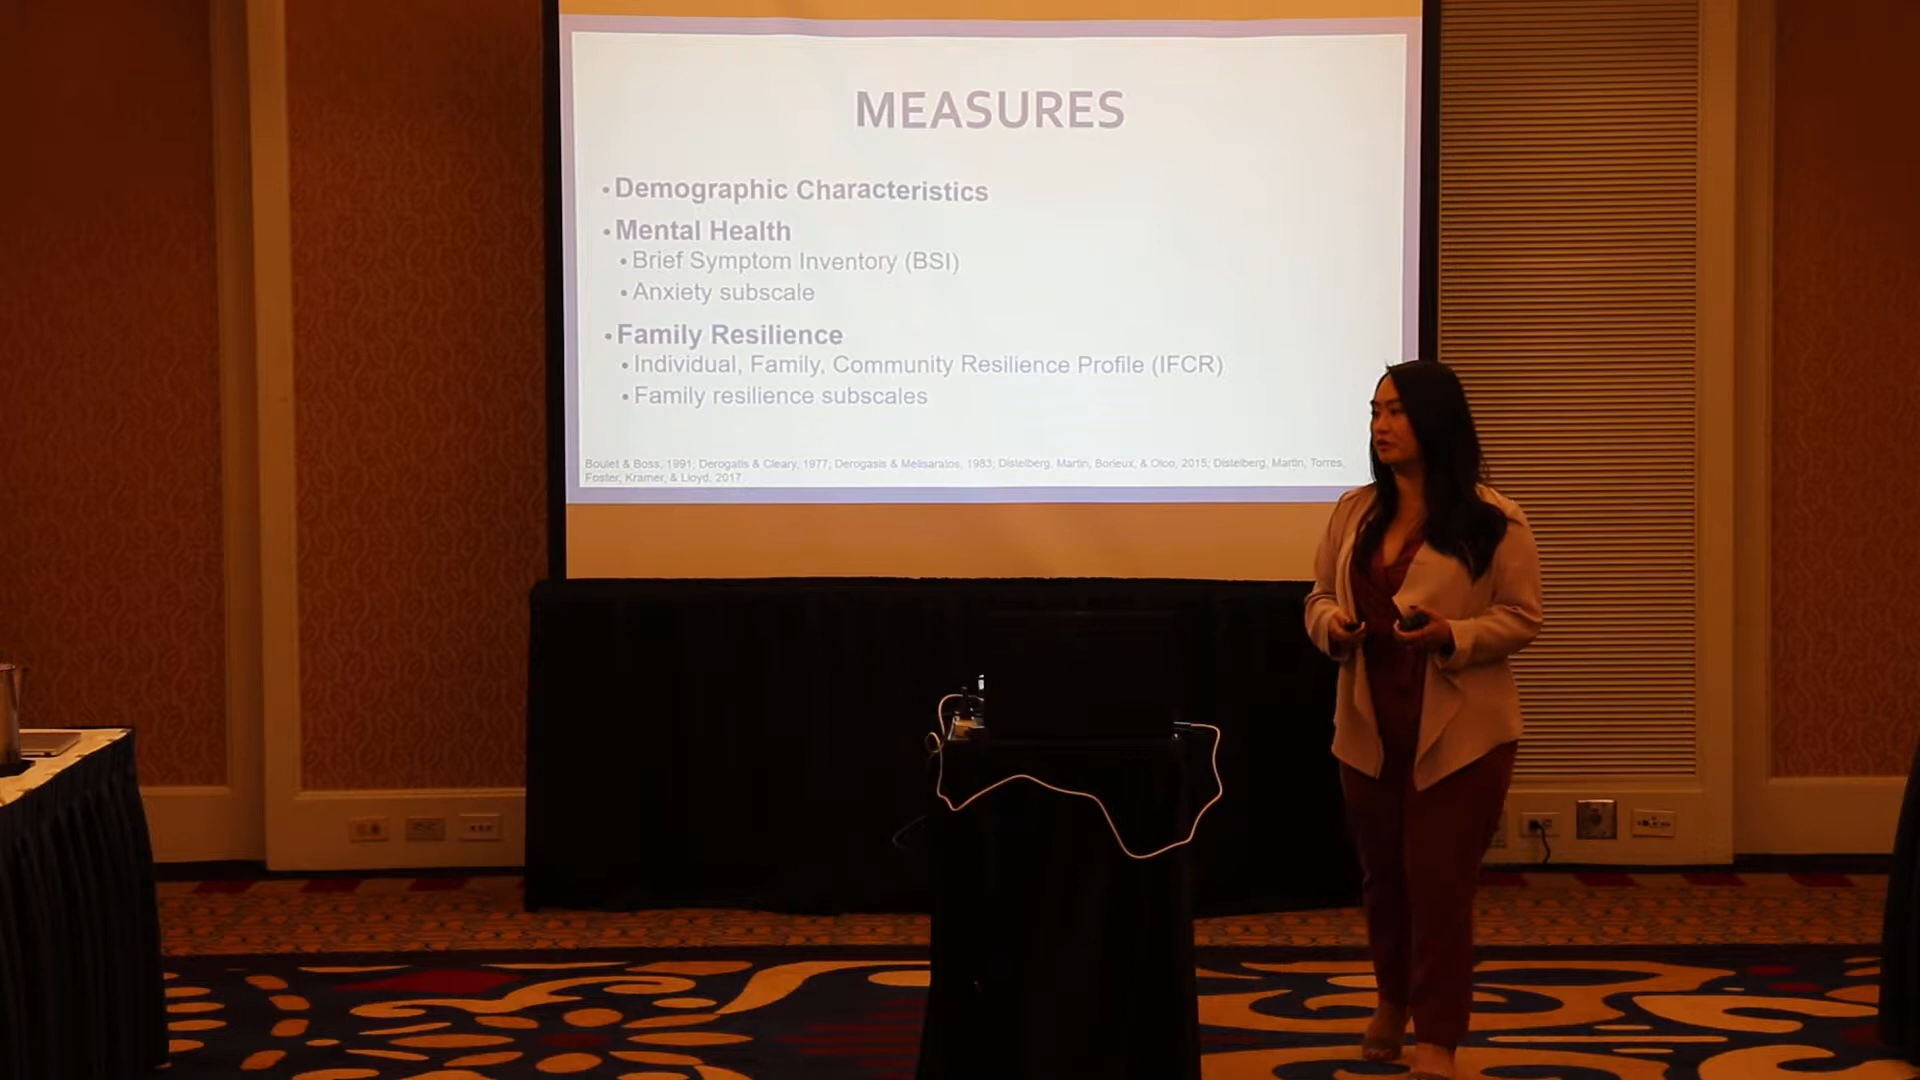 MEASURES
• Demographic Characteristics
• Mental Health
• Brief Symptom Inventory (BSI)
• Anxiety subscale
• Family Resilience
• Individual, Family, Community Resilience Profile (IFCR)
• Family resilience subscales
Boulet & Boss, 1991; Derogatis & Cleary, 1977; Derogasis & Melisaratos, 1983; Distelberg, Martin, Borieux, & Oloo, 2015; Distelberg, Martin, Torres,
Foster, Kramer, & Lloyd, 2017